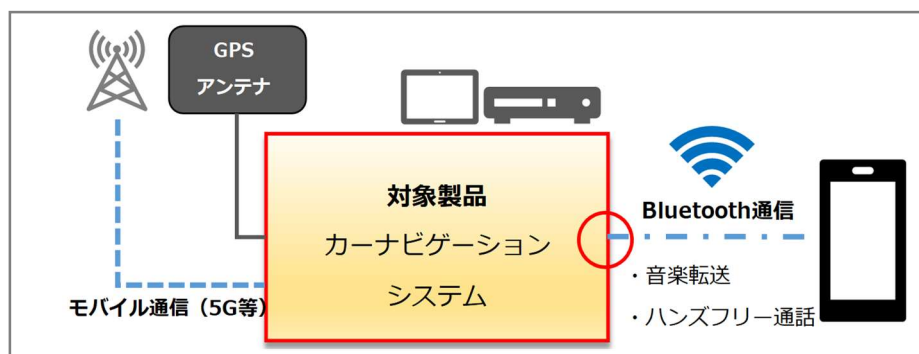 GPS
アンテナ
対象製品
カーナビゲーション
システム
Bluetooth通信
・音楽転送
・ハンズフリー通話
モバイル通信（5G等）